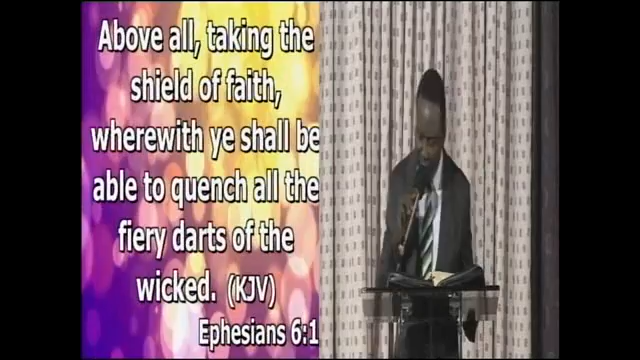 Above all, taking the
shield of faith,
wherewith ye shall be
able to quench all the
fiery darts of the
wicked. (KJV)
Ephesians 6:1